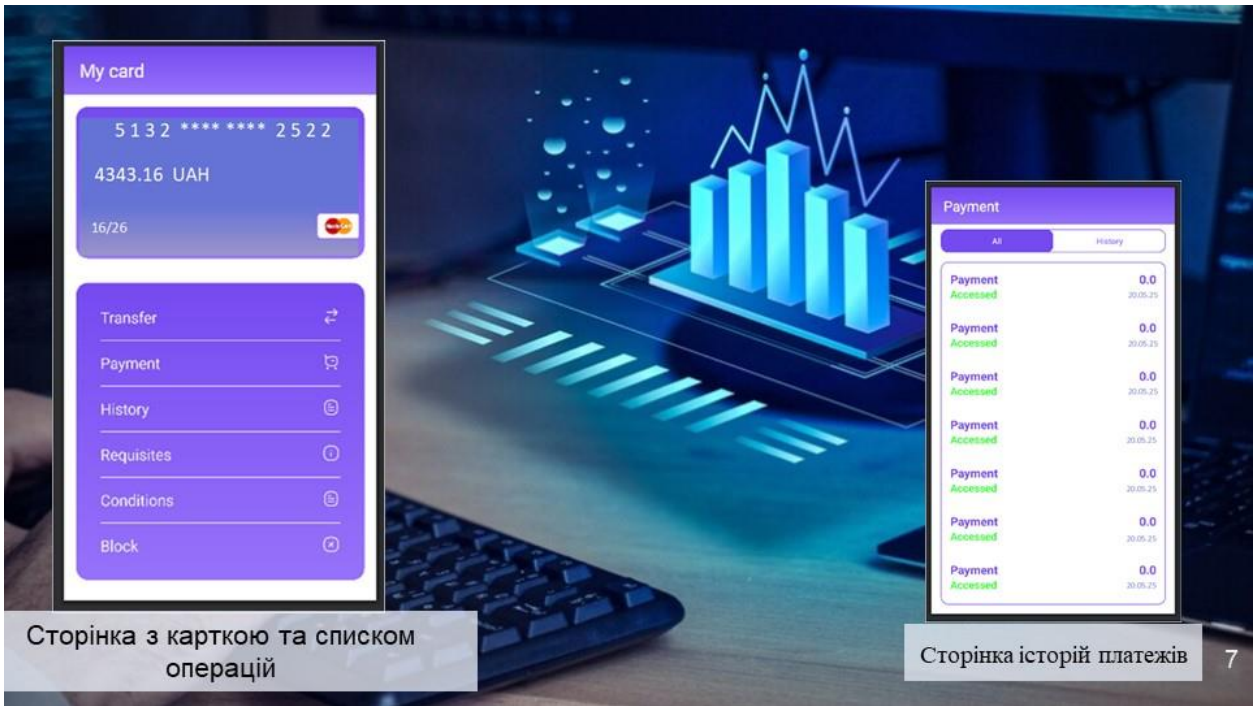 My card
5132 **** **** 2522
4343.16 UAH
16/26
Transfer
Payment
History
Requisites
Conditions
Block
Сторінка з карткою та списком
операцій
Payment
All History
Payment 0.0
Accessed 20.05.25
Payment 0.0
Accessed 20.05.25
Payment 0.0
Accessed 20.05.25
Payment 0.0
Accessed 20.05.25
Payment 0.0
Accessed 20.05.25
Payment 0.0
Accessed 20.05.25
Payment 0.0
Accessed 20.05.25
Сторінка історій платежів
7